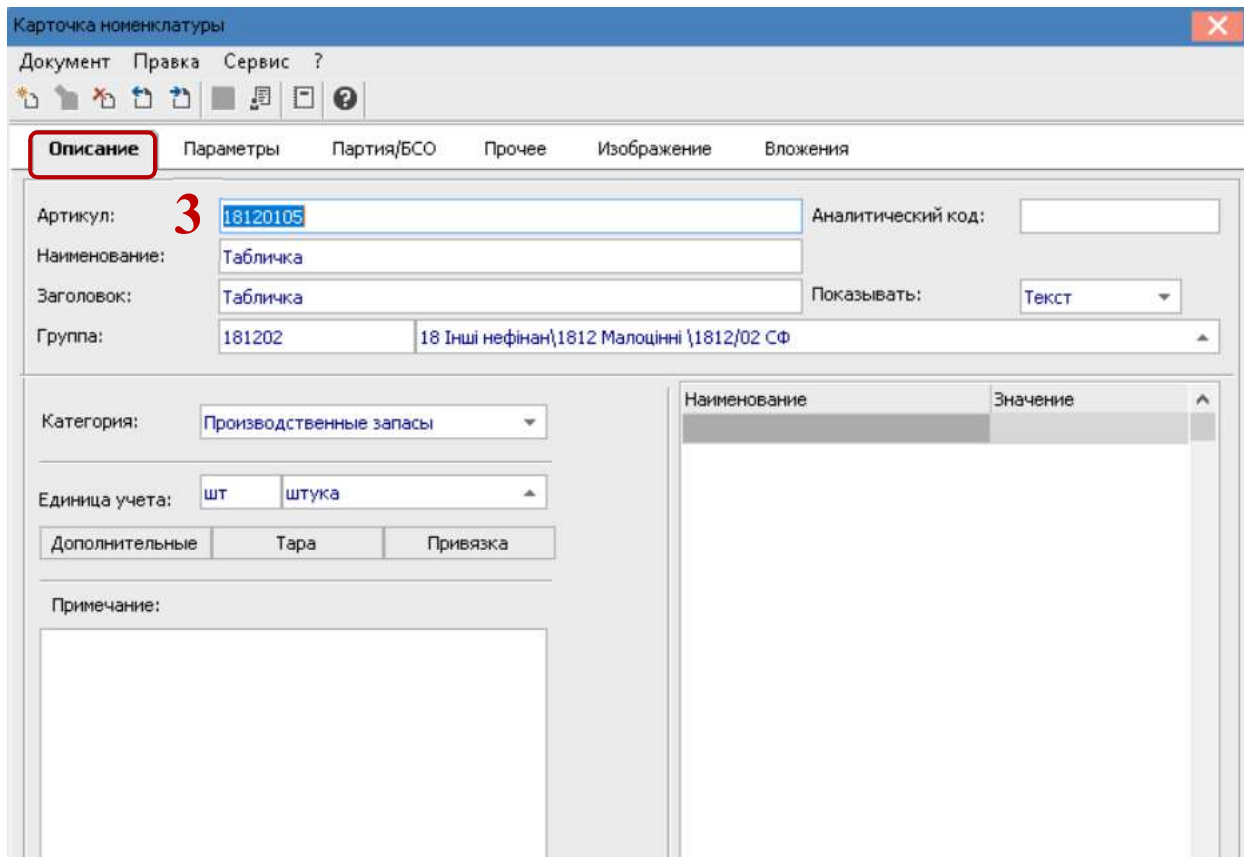 Карточка номенклатуры
Документ Правка Сервис ?
Описание Параметры Партия/БСО Прочее Изображение Вложения
Артикул: 3 18120105 Аналитический код:
Наименование: Табличка
Заголовок: Табличка Показывать: Текст
Группа: 181202 18 Інші нефінан\1812 Малоцінні \1812/02 СФ
Наименование Значение
Категория: Производственные запасы
Единица учета: шт штука
Дополнительные Тара Привязка
Примечание: